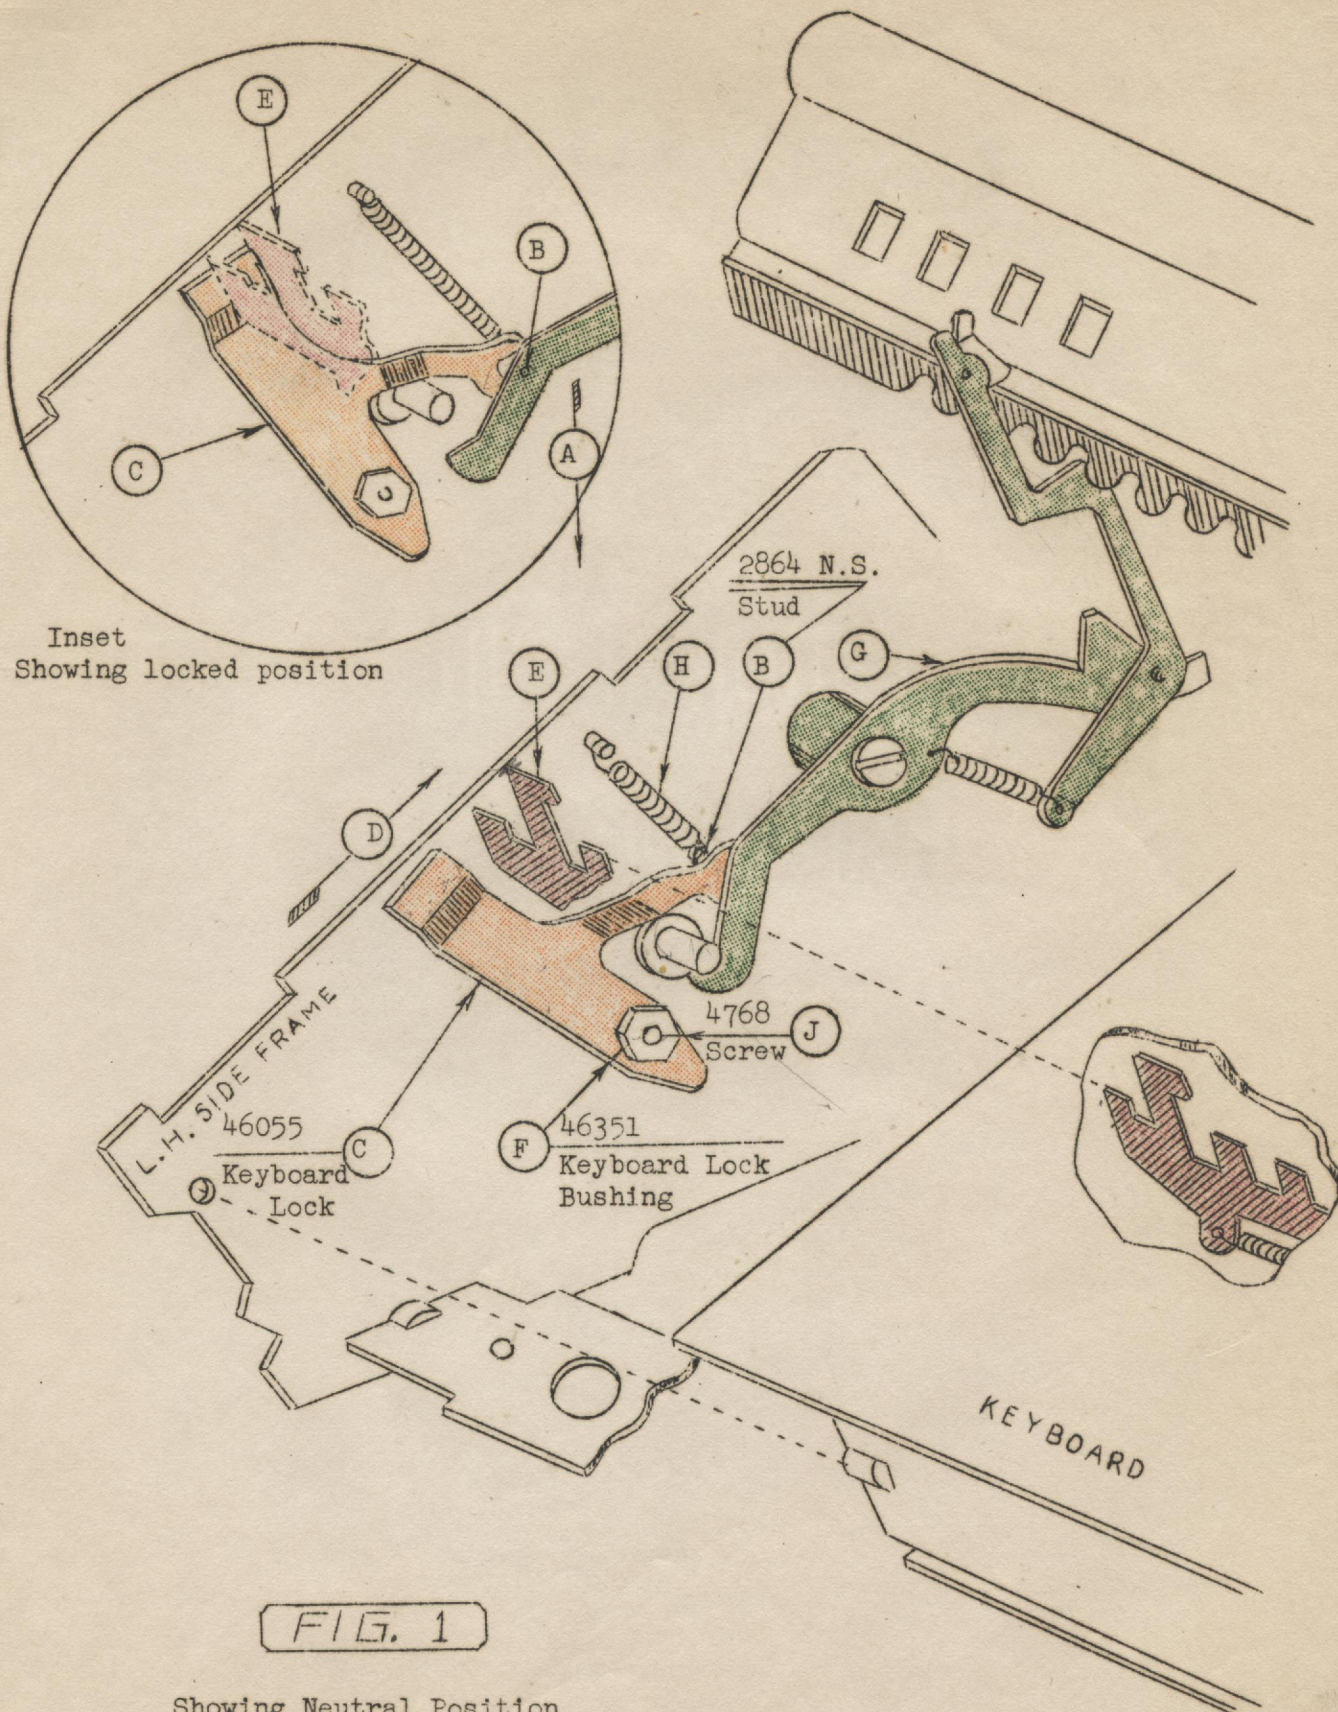 E
B
C
A
Inset
Showing locked position
2864 N.S.
Stud
E
H
B
G
D
L.H. SIDE FRAME
4768
Screw
J
46055
Keyboard
Lock
C
F
46351
Keyboard Lock
Bushing
KEYBOARD
FIG. 1
Showing Neutral Position